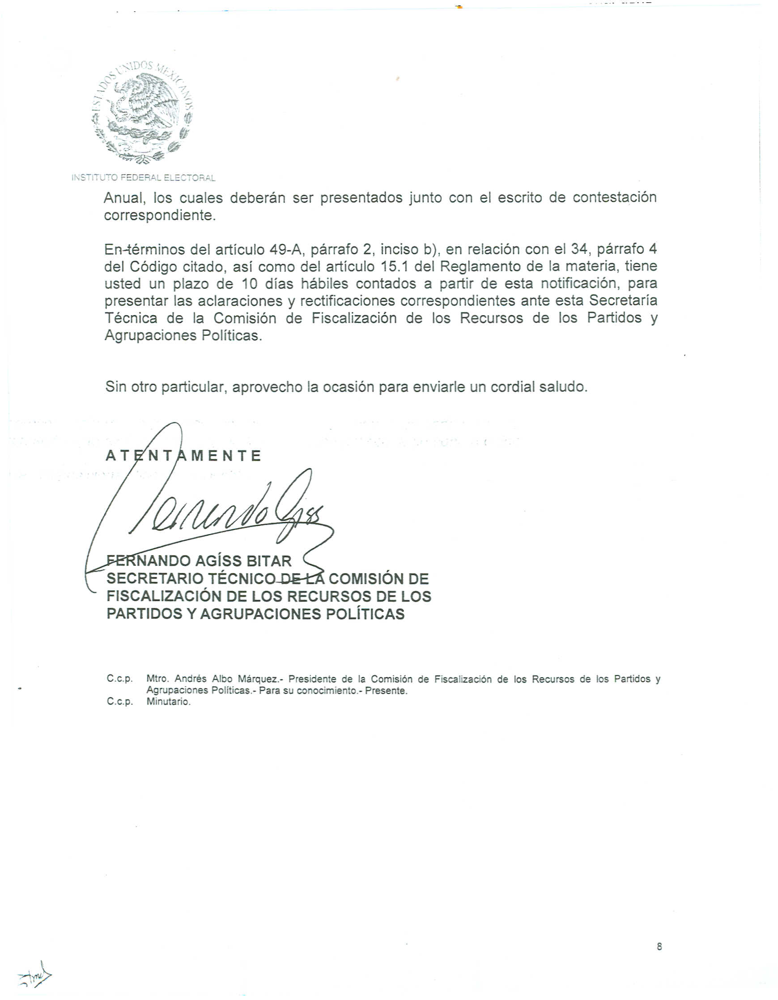 ESTADOS UNIDOS MEXICANOS
INSTITUTO FEDERAL ELECTORAL
Anual, los cuales deberán ser presentados junto con el escrito de contestación
correspondiente.
En términos del artículo 49-A, párrafo 2, inciso b), en relación con el 34, párrafo 4
del Código citado, así como del artículo 15.1 del Reglamento de la materia, tiene
usted un plazo de 10 días hábiles contados a partir de esta notificación, para
presentar las aclaraciones y rectificaciones correspondientes ante esta Secretaría
Técnica de la Comisión de Fiscalización de los Recursos de los Partidos y
Agrupaciones Políticas.
Sin otro particular, aprovecho la ocasión para enviarle un cordial saludo.
A T E N T A M E N T E
Fernando Agiss
FERNANDO AGÍSS BITAR
SECRETARIO TÉCNICO DE LA COMISIÓN DE
FISCALIZACIÓN DE LOS RECURSOS DE LOS
PARTIDOS Y AGRUPACIONES POLÍTICAS
C.c.p. Mtro. Andrés Albo Márquez.- Presidente de la Comisión de Fiscalización de los Recursos de los Partidos y
Agrupaciones Políticas.- Para su conocimiento.- Presente.
C.c.p. Minutario.
8